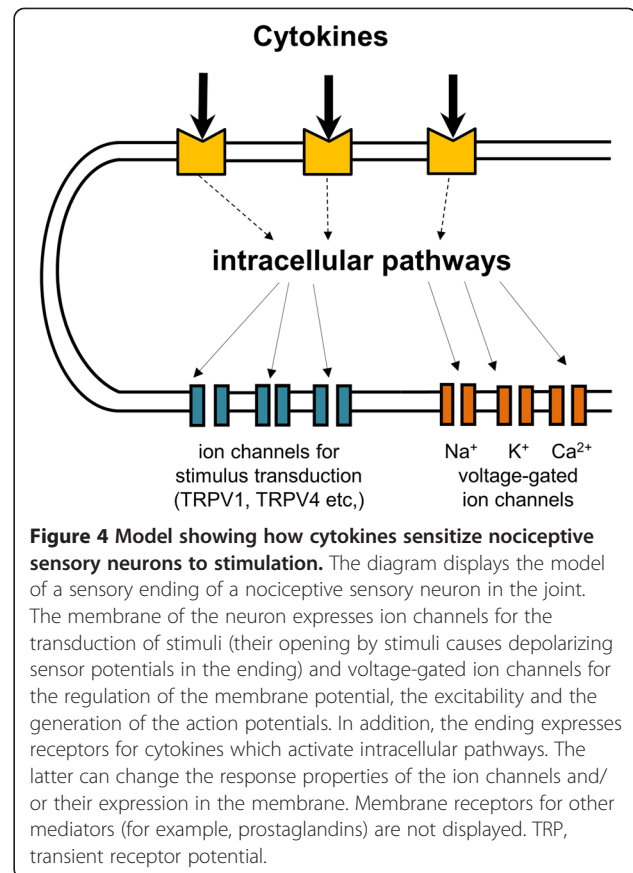 Cytokines
intracellular pathways
ion channels for
stimulus transduction
(TRPV1, TRPV4 etc,)
Na⁺ K⁺ Ca²⁺
voltage-gated
ion channels
Figure 4 Model showing how cytokines sensitize nociceptive
sensory neurons to stimulation. The diagram displays the model
of a sensory ending of a nociceptive sensory neuron in the joint.
The membrane of the neuron expresses ion channels for the
transduction of stimuli (their opening by stimuli causes depolarizing
sensor potentials in the ending) and voltage-gated ion channels for
the regulation of the membrane potential, the excitability and the
generation of the action potentials. In addition, the ending expresses
receptors for cytokines which activate intracellular pathways. The
latter can change the response properties of the ion channels and/
or their expression in the membrane. Membrane receptors for other
mediators (for example, prostaglandins) are not displayed. TRP,
transient receptor potential.